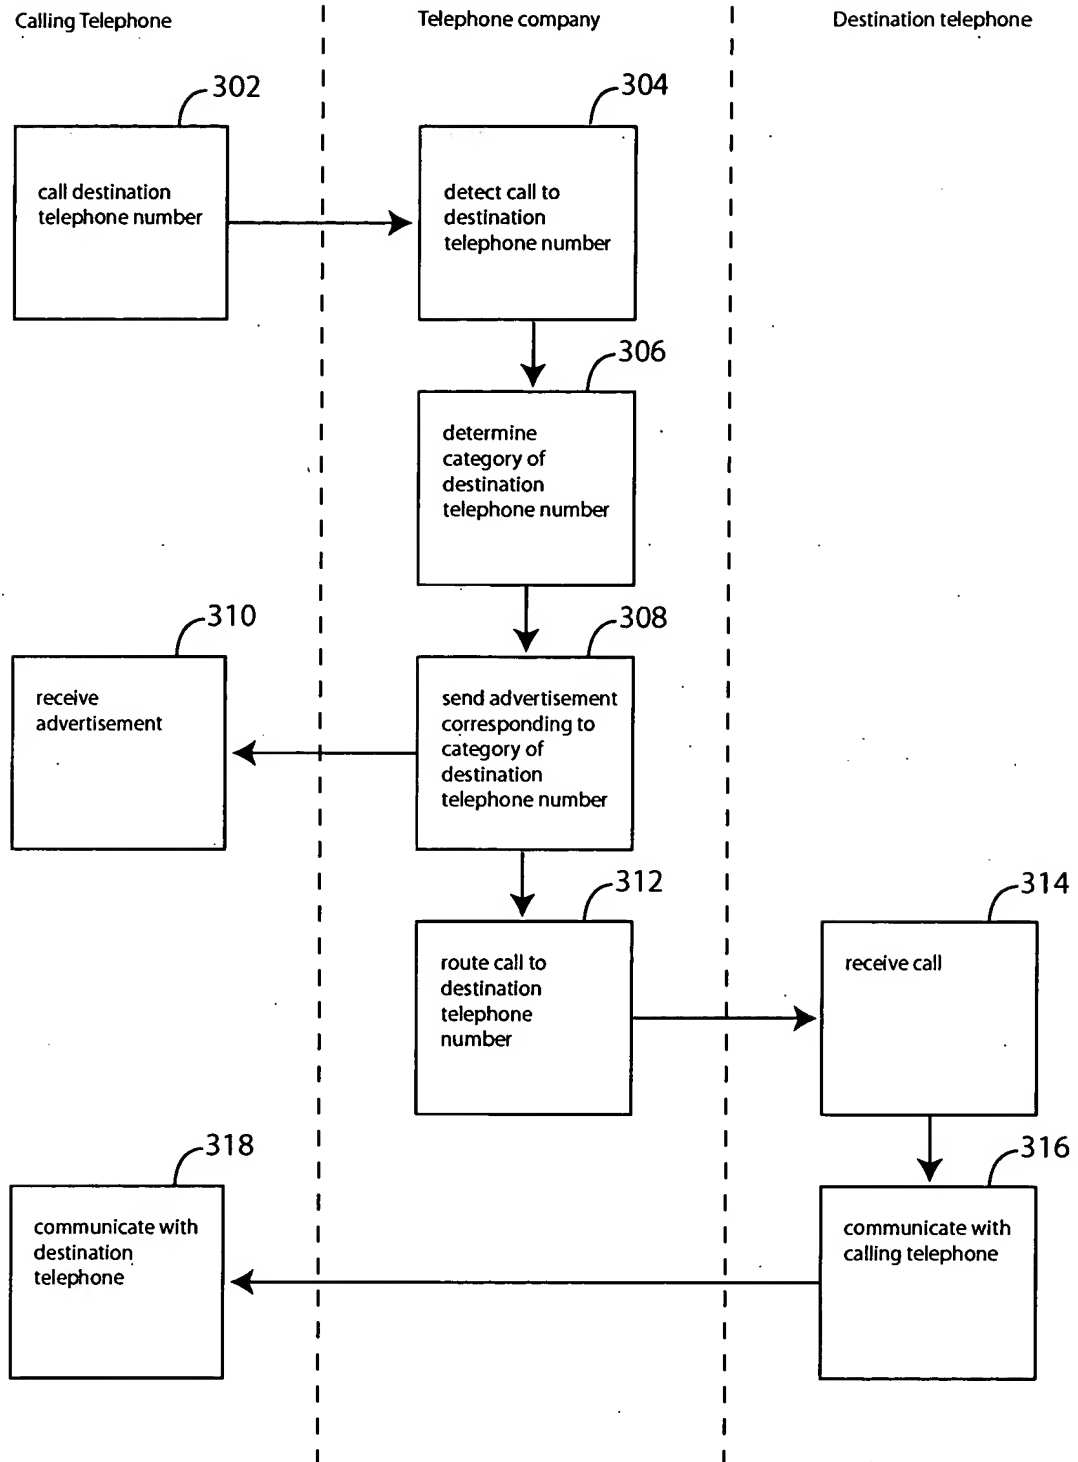 Calling Telephone
Telephone company
Destination telephone
302
304
call destination
telephone number
detect call to
destination
telephone number
306
determine
category of
destination
telephone number
310
308
receive
advertisement
send advertisement
corresponding to
category of
destination
telephone number
312
314
route call to
destination
telephone
number
receive call
318
316
communicate with
destination
telephone
communicate with
calling telephone